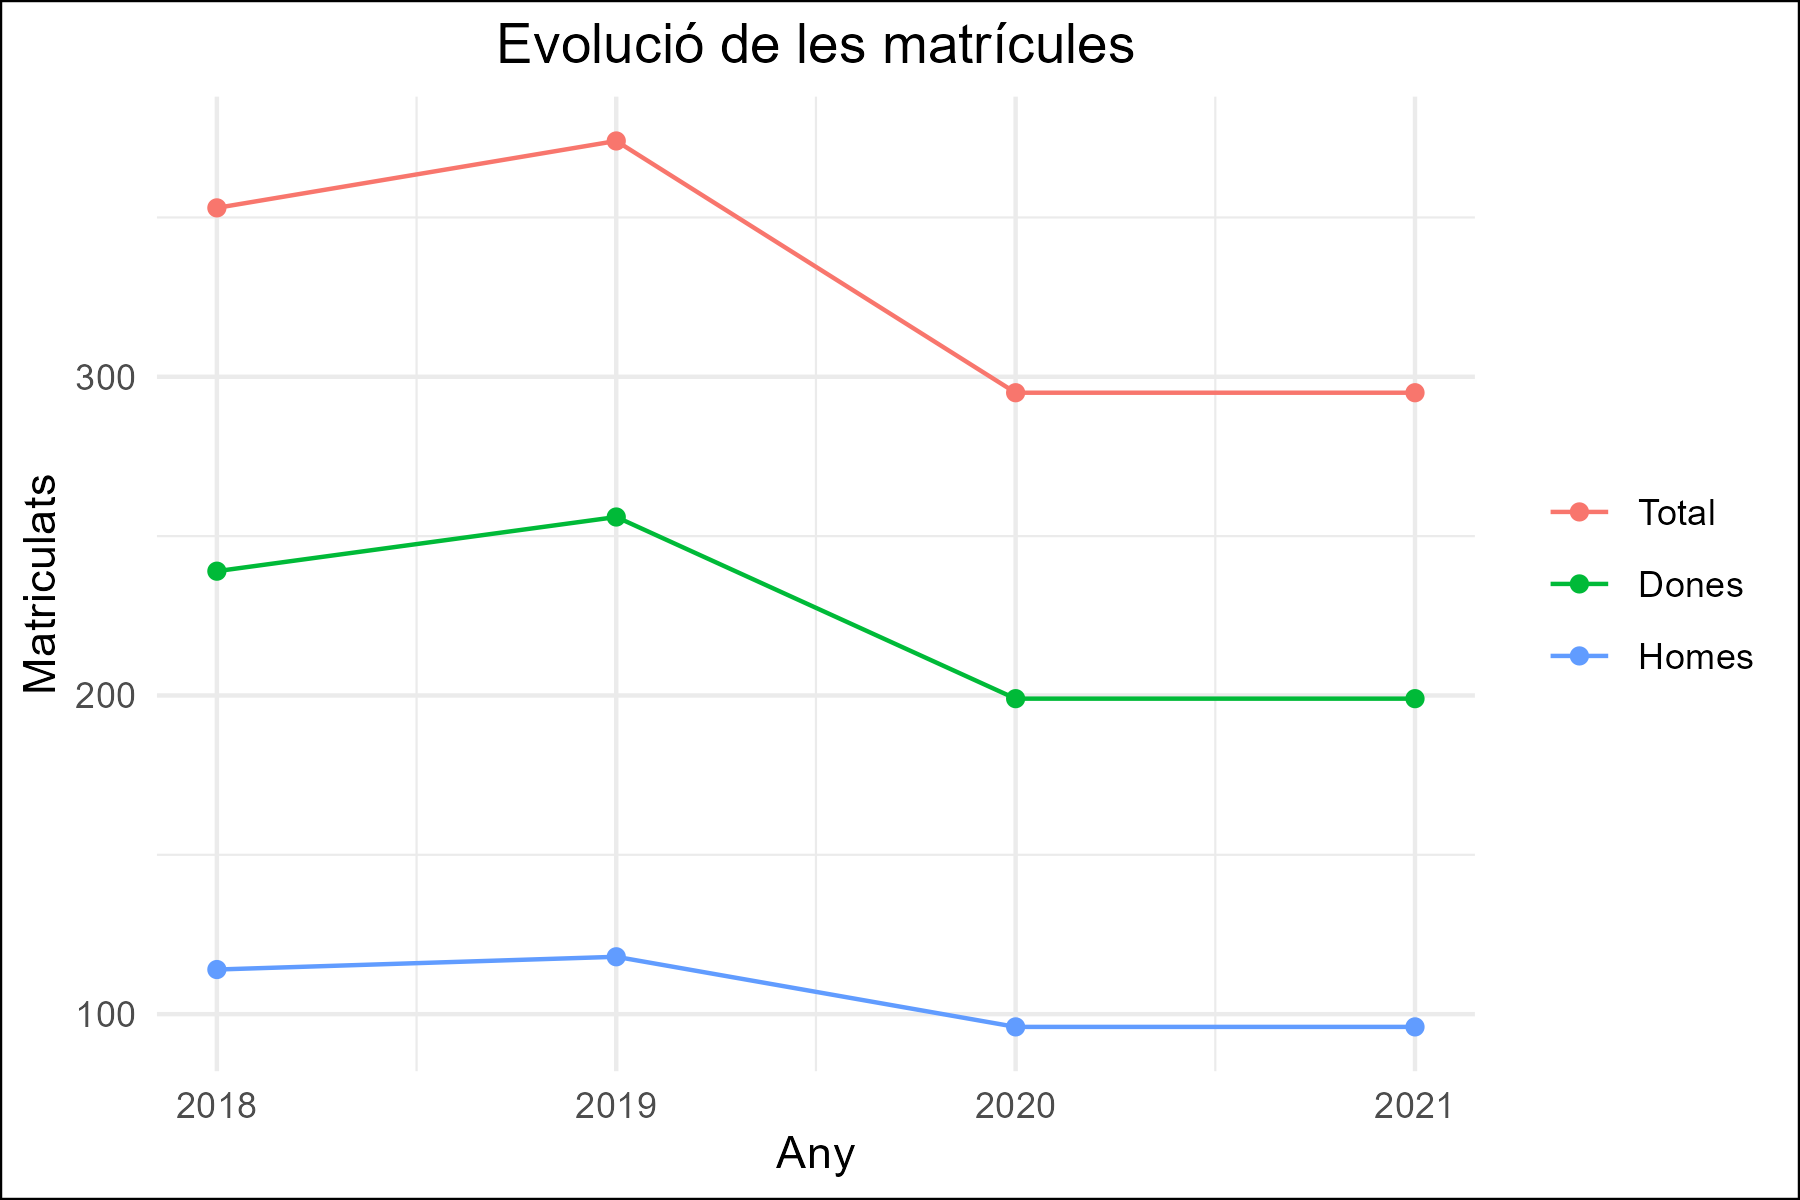 Evolució de les matrícules
Matriculats
300
200
100
2018
2019
2020
2021
Any
Total
Dones
Homes